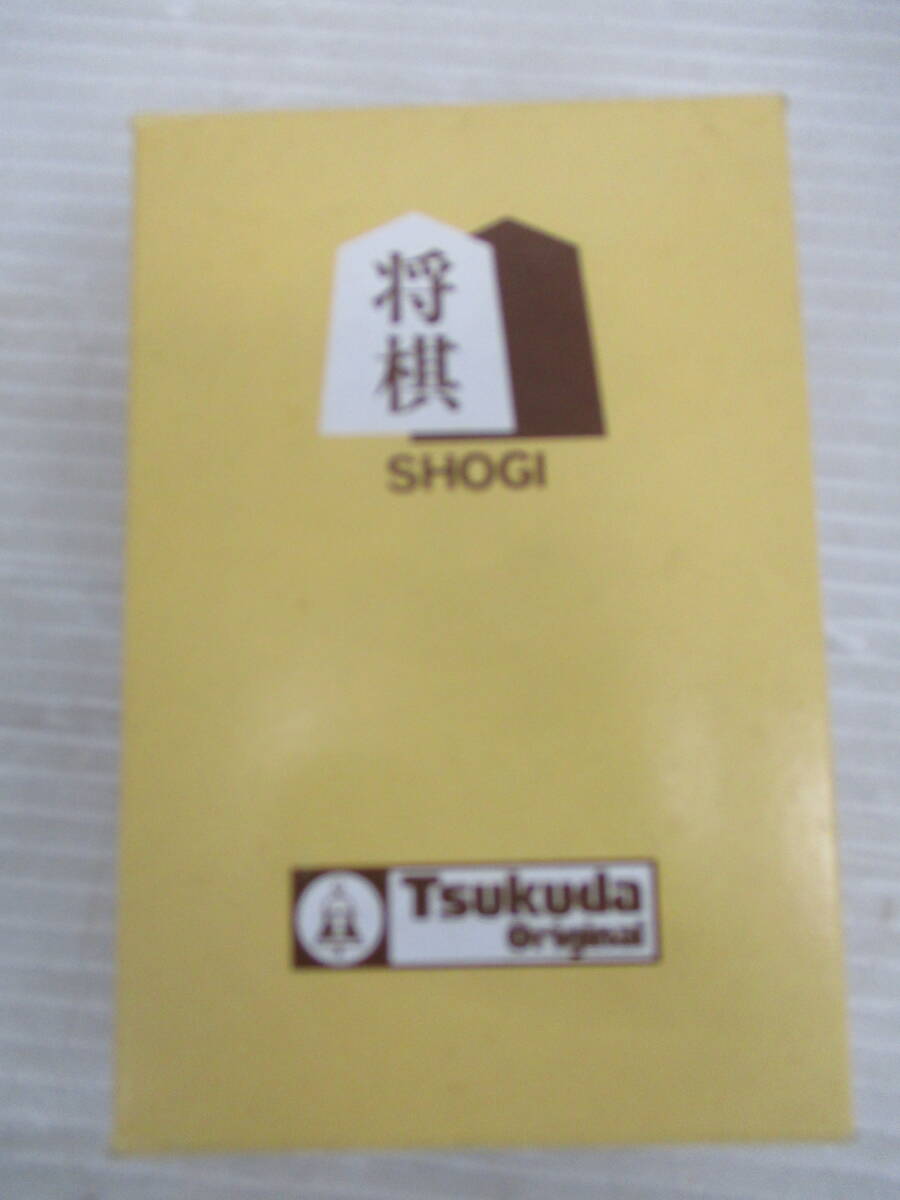 将棋
SHOGI
Tsukuda
Original